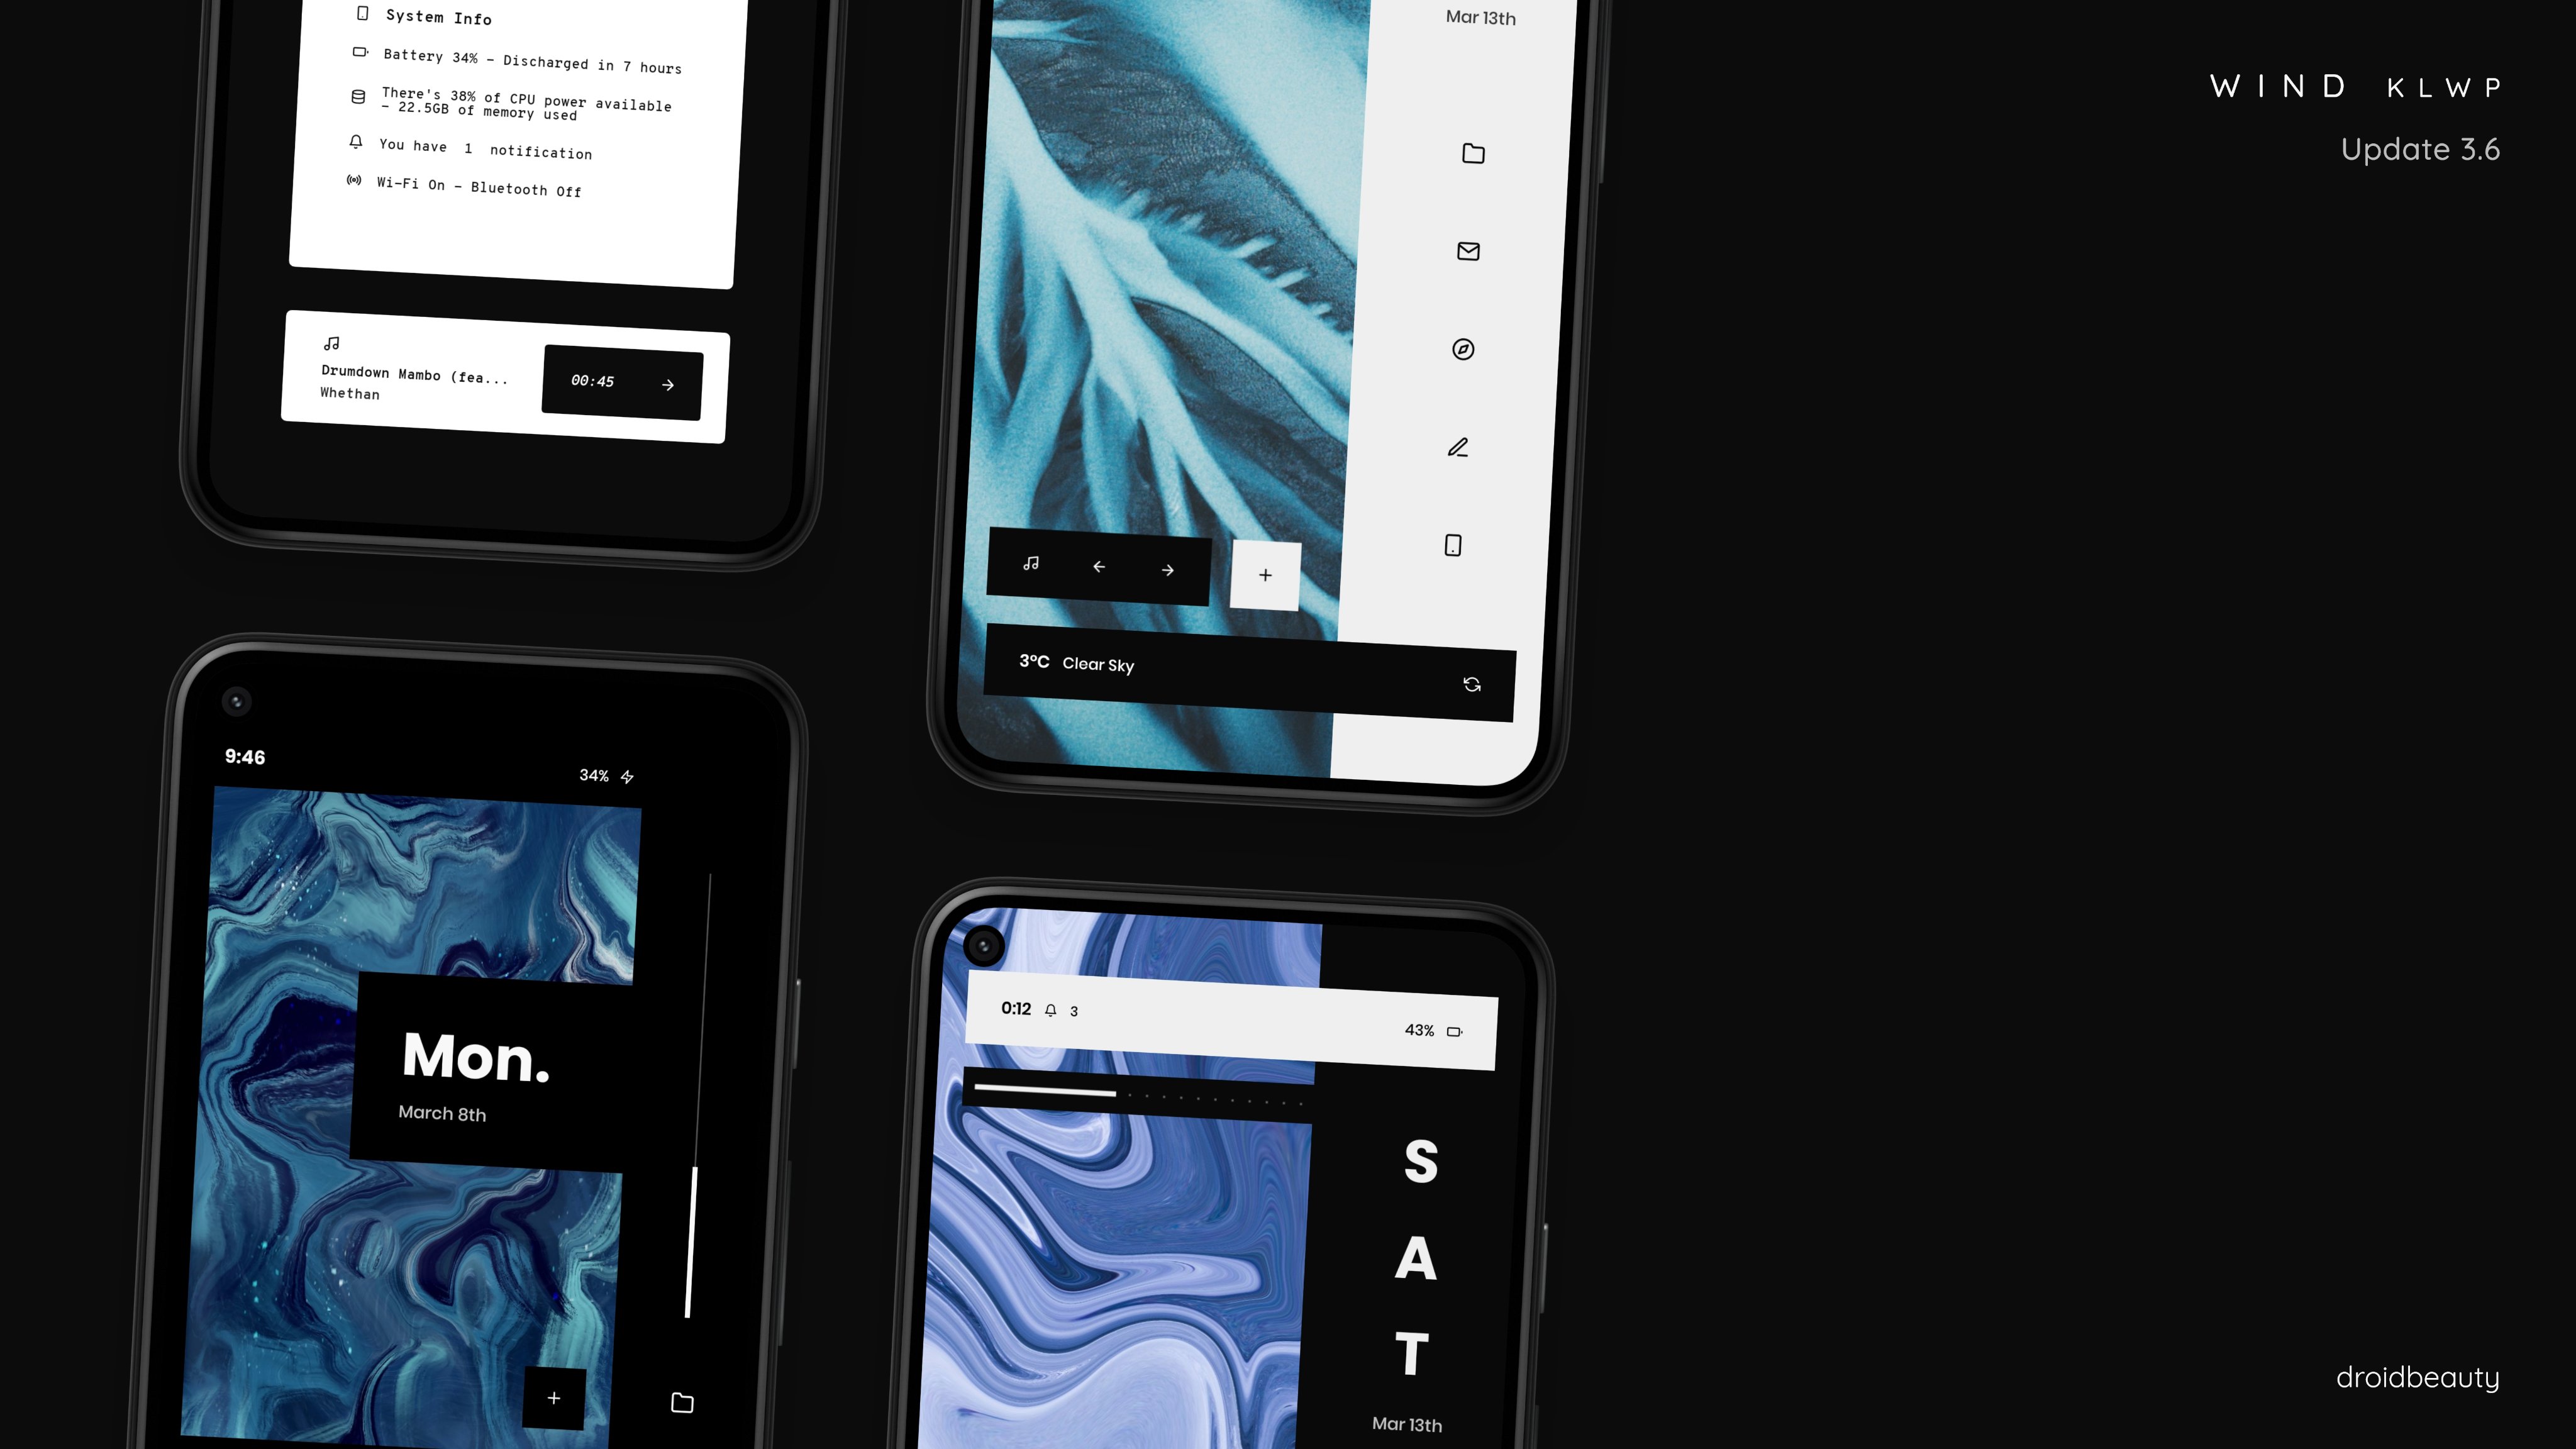 System Info
Battery 34% - Discharged in 7 hours
There's 38% of CPU power available
- 22.5GB of memory used
You have 1 notification
Wi-Fi On - Bluetooth Off
Drumdown Mambo (fea...
Whethan
00:45
Mar 13th
3°C Clear Sky
WIND KLWP
Update 3.6
9:46
34%
Mon.
March 8th
0:12 3
43%
S
A
T
Mar 13th
droidbeauty